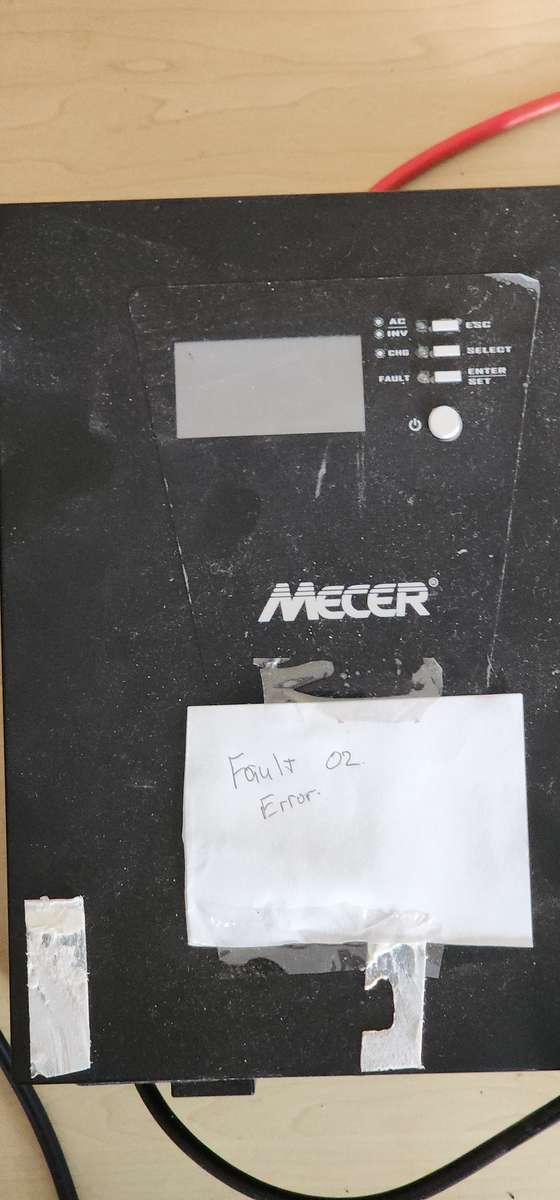 AC
INV
ESC
CHG
SELECT
FAULT
ENTER
SET
MECER®
Fault 02.
Error.